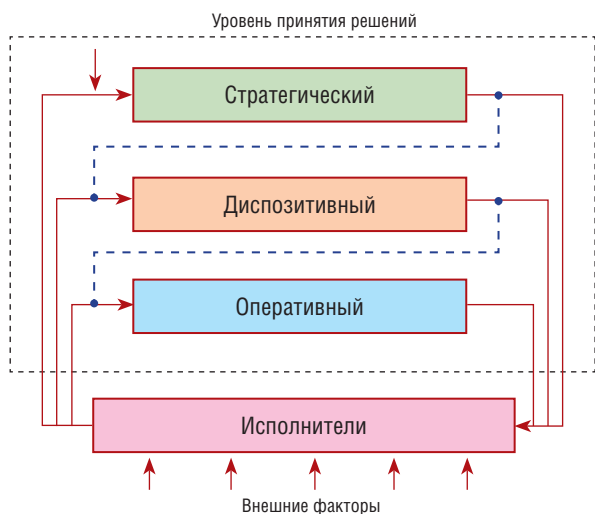 Уровень принятия решений
Стратегический
Диспозитивный
Оперативный
Исполнители
Внешние факторы